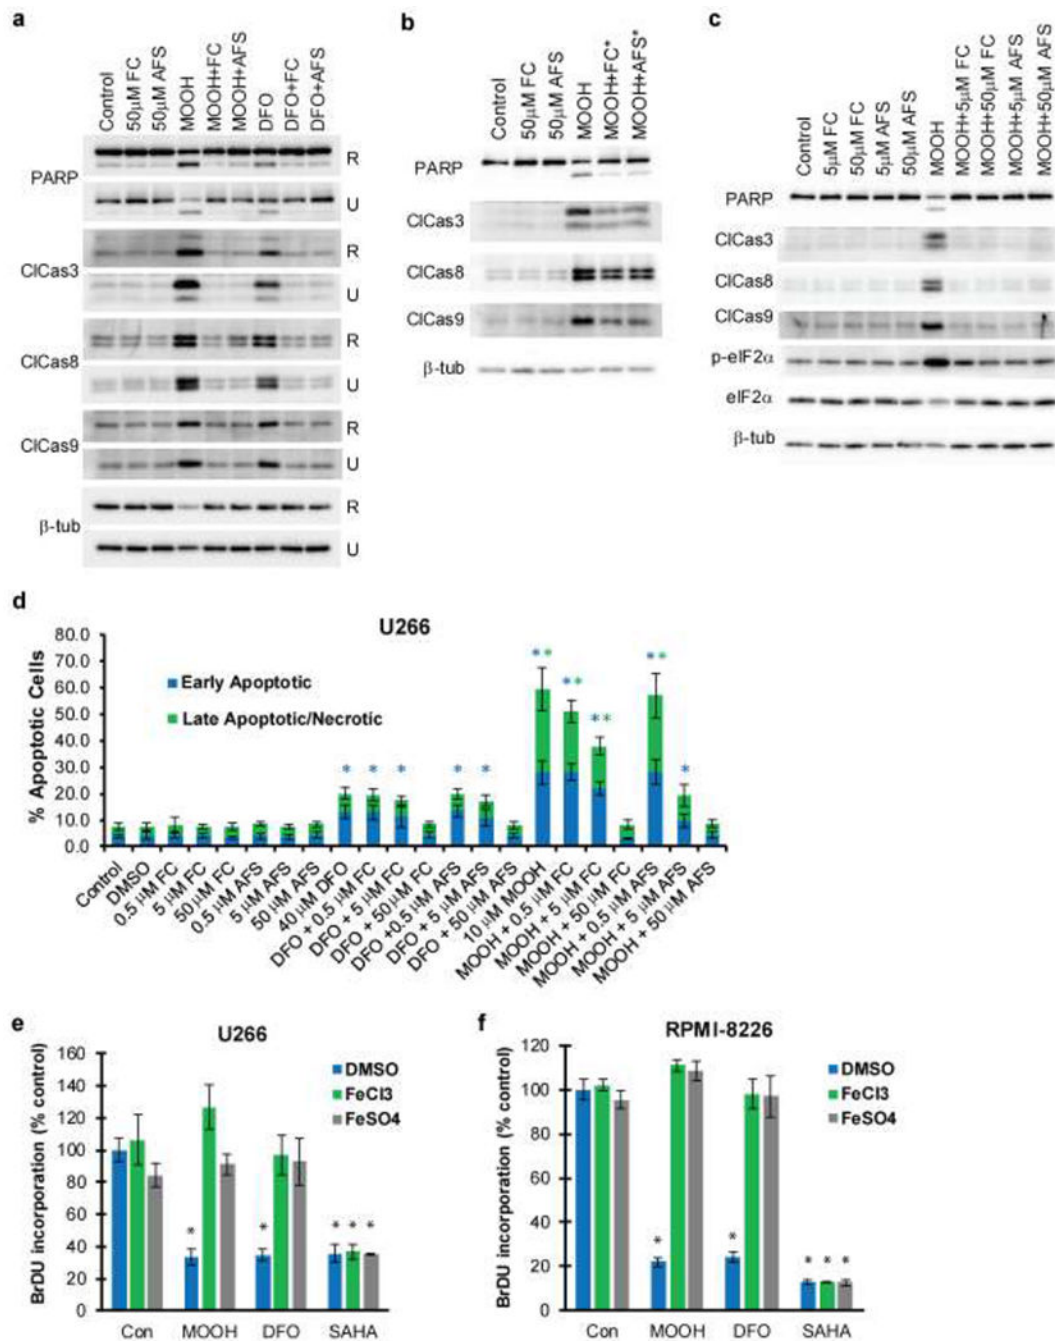 a
Control
50μM FC
50μM AFS
MOOH
MOOH+FC
MOOH+AFS
DFO
DFO+FC
DFO+AFS
PARP
R
U
ClCas3
R
U
ClCas8
R
U
ClCas9
R
U
β-tub
R
U
b
Control
50μM FC
50μM AFS
MOOH
MOOH+FC*
MOOH+AFS*
PARP
ClCas3
ClCas8
ClCas9
β-tub
c
Control
5μM FC
50μM FC
5μM AFS
50μM AFS
MOOH
MOOH+5μM FC
MOOH+50μM FC
MOOH+5μM AFS
MOOH+50μM AFS
PARP
ClCas3
ClCas8
ClCas9
p-eIF2α
eIF2α
β-tub
d
U266
% Apoptotic Cells
80.0
70.0
60.0
50.0
40.0
30.0
20.0
10.0
0.0
Early Apoptotic
Late Apoptotic/Necrotic
* *
* *
* *
* *
*
*
*
*
*
*
Control
DMSO
0.5 μM FC
5 μM FC
50 μM FC
0.5 μM AFS
5 μM AFS
50 μM AFS
40 μM DFO
DFO + 0.5 μM FC
DFO + 5 μM FC
DFO + 50 μM FC
DFO +0.5 μM AFS
DFO + 5 μM AFS
DFO + 50 μM AFS
10 μM MOOH
MOOH + 0.5 μM FC
MOOH + 5 μM FC
MOOH + 50 μM FC
MOOH + 0.5 μM AFS
MOOH + 5 μM AFS
MOOH + 50 μM AFS
e
U266
BrDU incorporation (% control)
160
140
120
100
80
60
40
20
0
DMSO
FeCl3
FeSO4
*
*
* * *
Con
MOOH
DFO
SAHA
f
RPMI-8226
BrDU incorporation (% control)
120
100
80
60
40
20
0
DMSO
FeCl3
FeSO4
*
*
* * *
Con
MOOH
DFO
SAHA